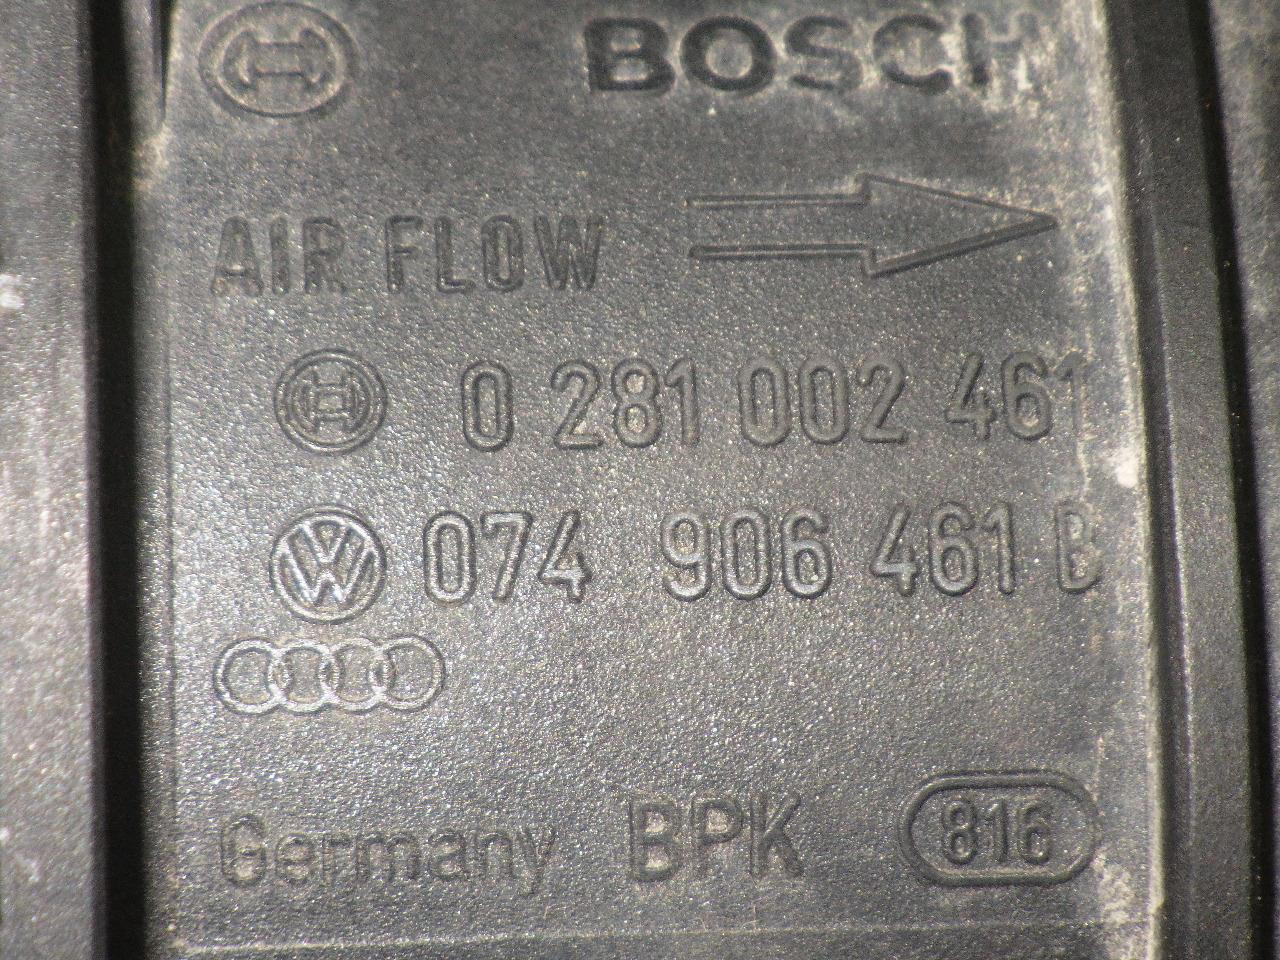 BOSCH
AIR FLOW
0 281 002 461
074 906 461 B
Germany BPK 816